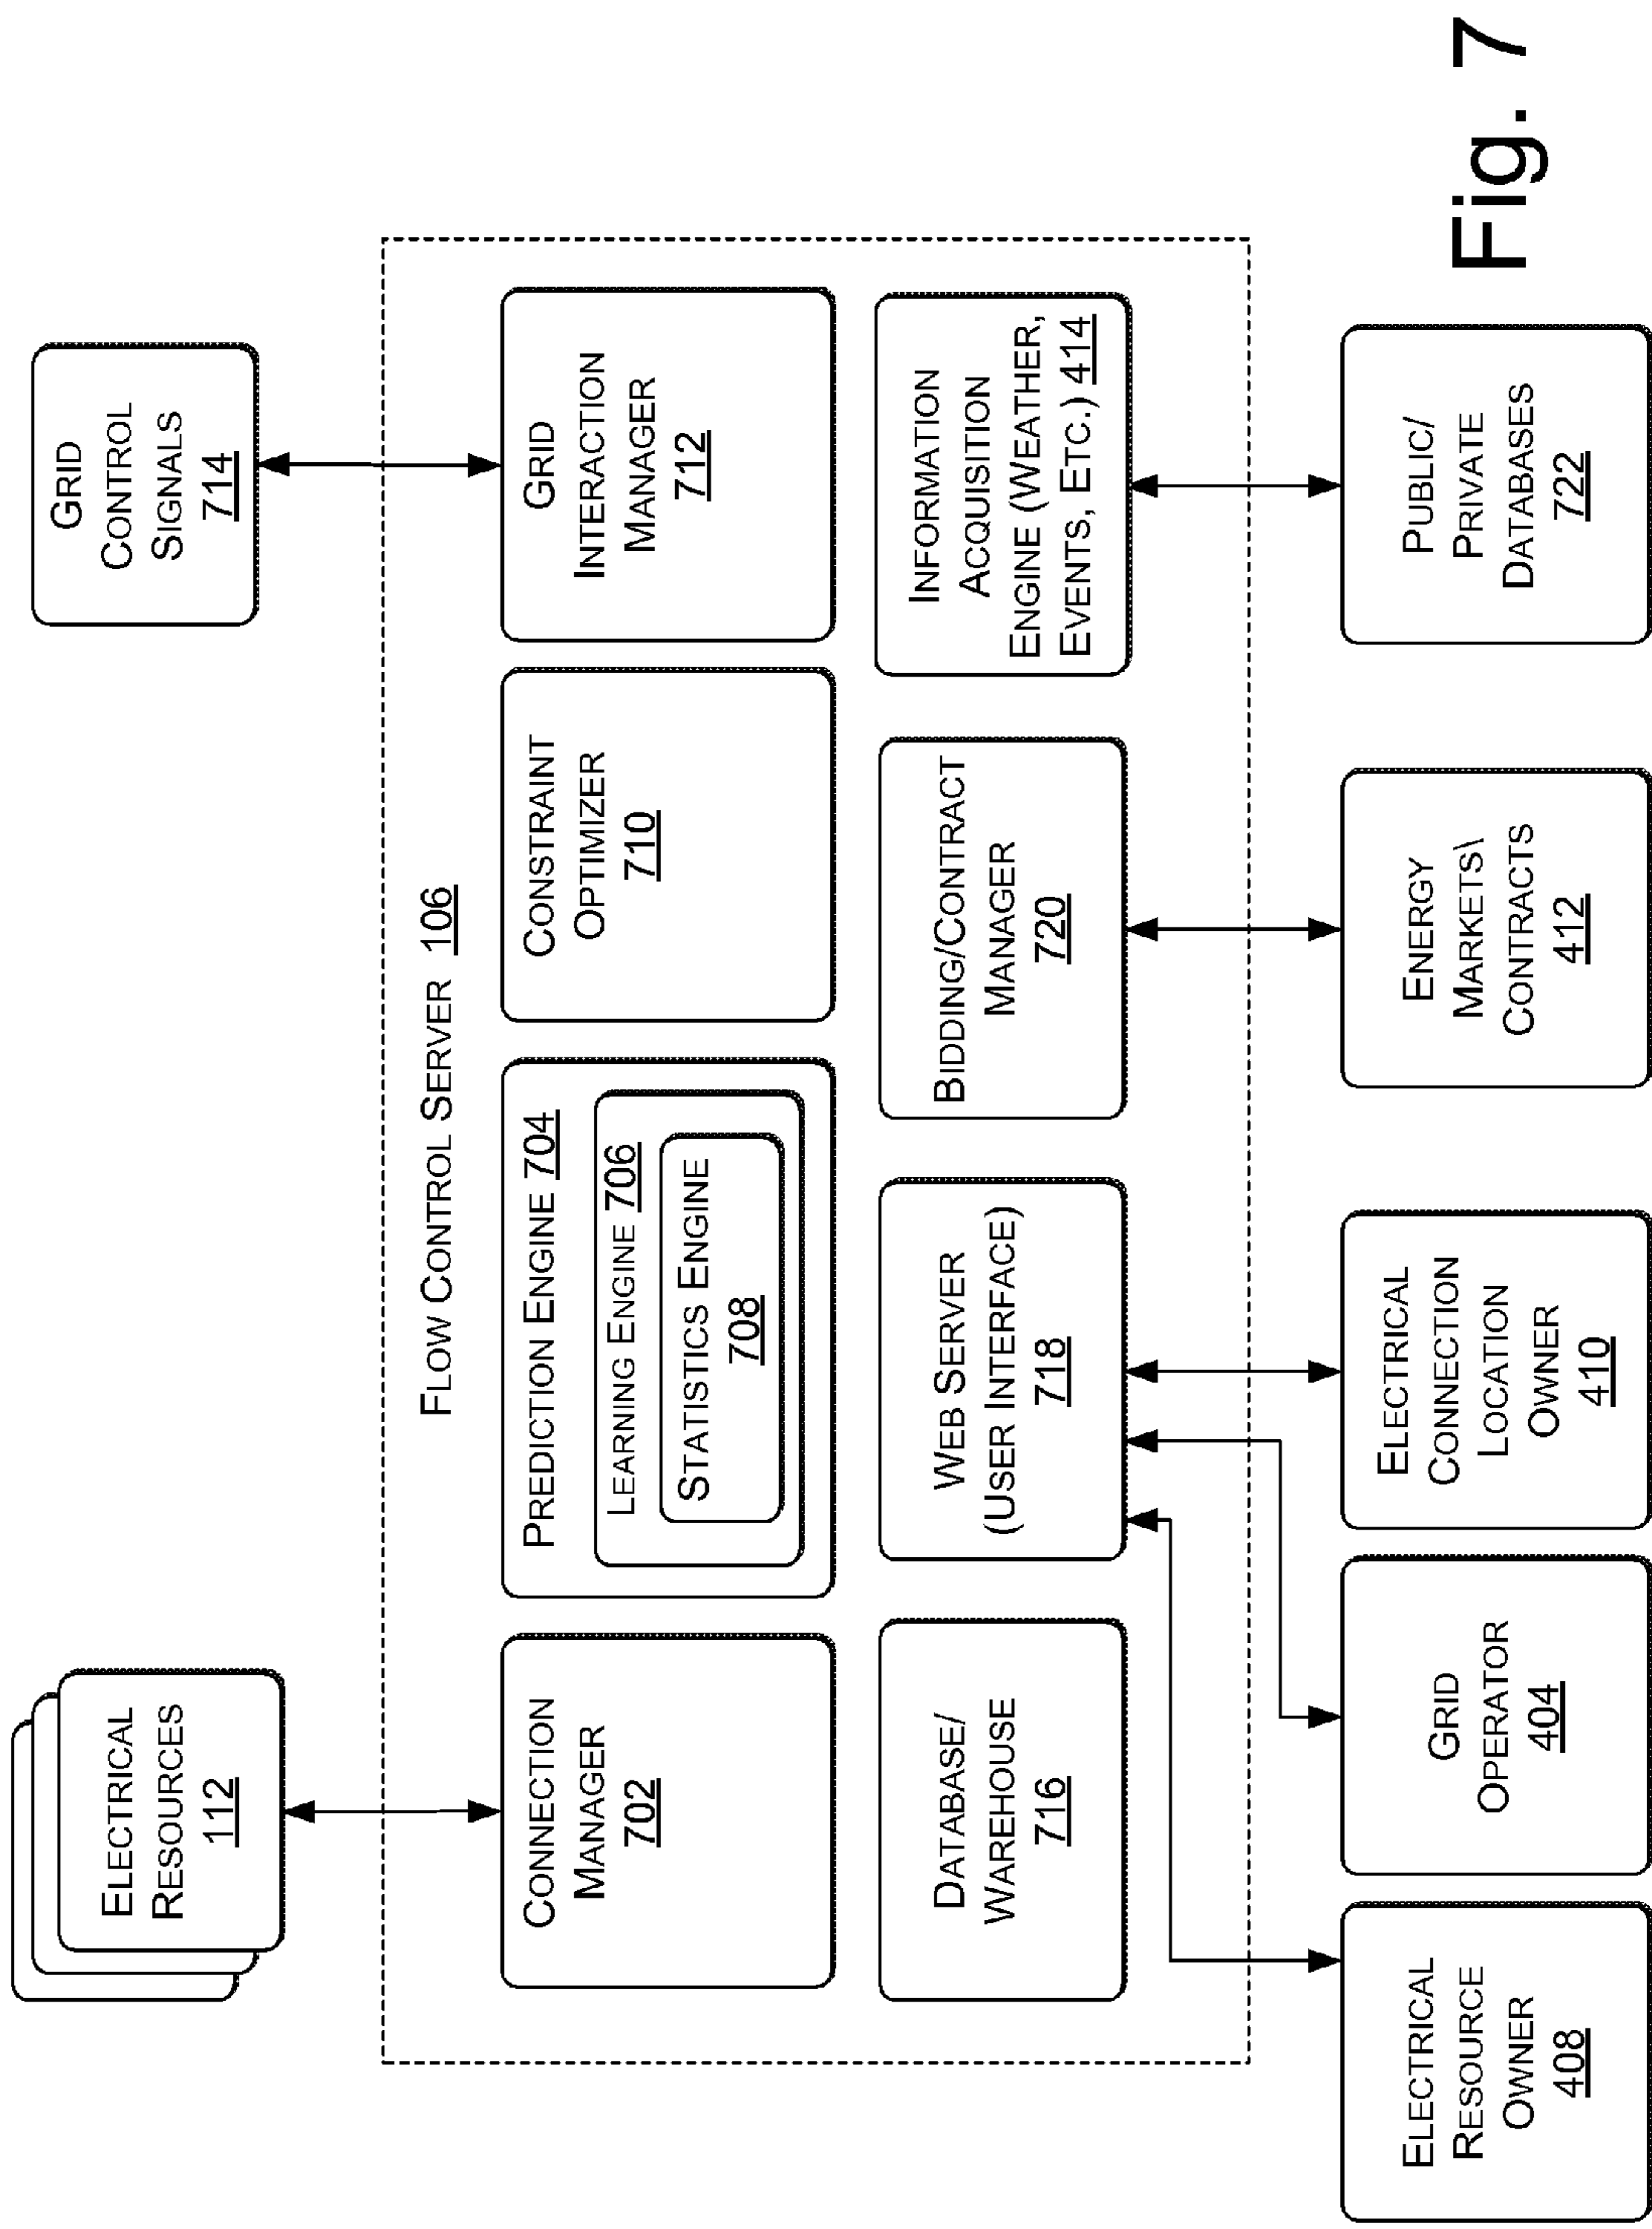 ELECTRICAL
RESOURCES
112
GRID
CONTROL
SIGNALS
714
FLOW CONTROL SERVER 106
CONNECTION
MANAGER
702
PREDICTION ENGINE 704
LEARNING ENGINE 706
STATISTICS ENGINE
708
CONSTRAINT
OPTIMIZER
710
GRID
INTERACTION
MANAGER
712
DATABASE/
WAREHOUSE
716
WEB SERVER
(USER INTERFACE)
718
BIDDING/CONTRACT
MANAGER
720
INFORMATION
ACQUISITION
ENGINE (WEATHER,
EVENTS, ETC.) 414
ELECTRICAL
RESOURCE
OWNER
408
GRID
OPERATOR
404
ELECTRICAL
CONNECTION
LOCATION
OWNER
410
ENERGY
MARKETS\
CONTRACTS
412
PUBLIC/
PRIVATE
DATABASES
722
Fig. 7